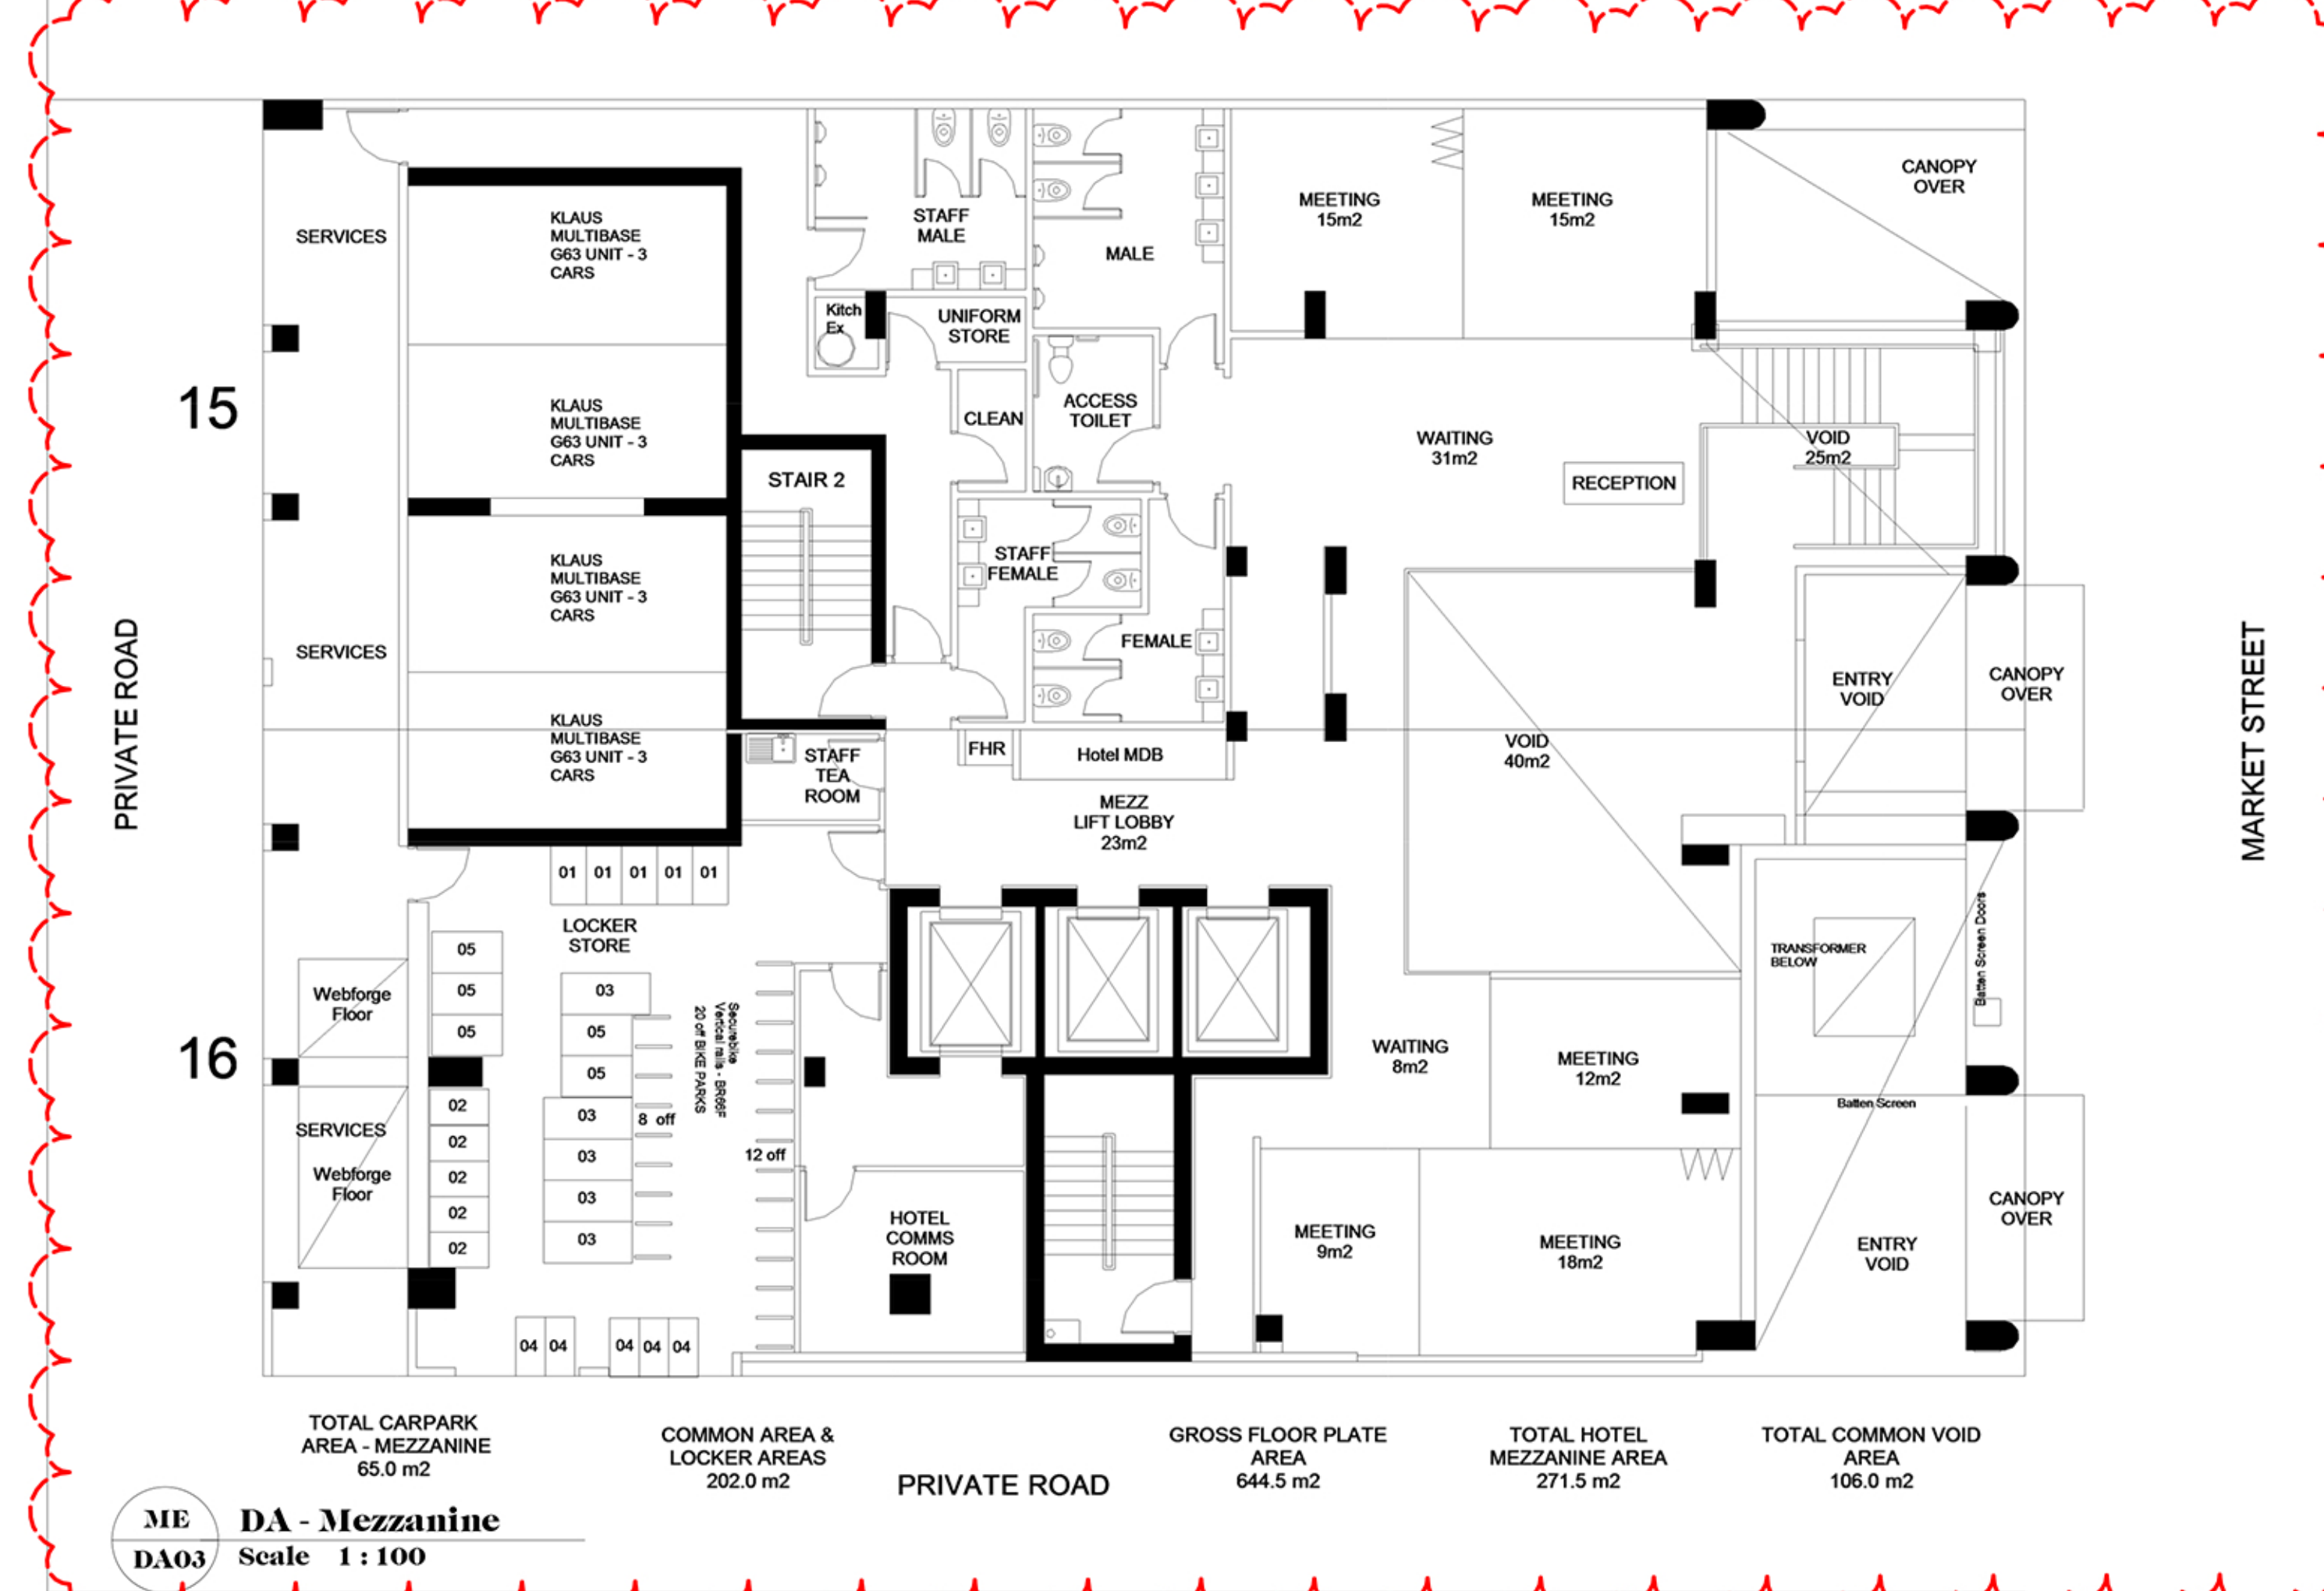 CANOPY
OVER
MEETING
15m2
MEETING
15m2
STAFF
MALE
SERVICES
KLAUS
MULTIBASE
G63 UNIT - 3
CARS
MALE
Kitch
Ex
UNIFORM
STORE
15
KLAUS
MULTIBASE
G63 UNIT - 3
CARS
CLEAN
ACCESS
TOILET
WAITING
31m2
VOID
25m2
RECEPTION
STAIR 2
KLAUS
MULTIBASE
G63 UNIT - 3
CARS
STAFF
FEMALE
FEMALE
SERVICES
PRIVATE ROAD
ENTRY
VOID
CANOPY
OVER
MARKET STREET
KLAUS
MULTIBASE
G63 UNIT - 3
CARS
STAFF
TEA
ROOM
FHR
Hotel MDB
VOID
40m2
MEZZ
LIFT LOBBY
23m2
01 01 01 01 01
LOCKER
STORE
05
05
05
03
05
05
03
03
03
03
02
02
02
02
02
04 04
04 04 04
Webforge
Floor
16
SERVICES
Webforge
Floor
Securebike
Vertical rails - BR66F
20 off BIKE PARKS
8 off
12 off
HOTEL
COMMS
ROOM
WAITING
8m2
MEETING
12m2
MEETING
9m2
MEETING
18m2
TRANSFORMER
BELOW
Batten Screen Doors
Batten Screen
ENTRY
VOID
CANOPY
OVER
TOTAL CARPARK
AREA - MEZZANINE
65.0 m2
COMMON AREA &
LOCKER AREAS
202.0 m2
PRIVATE ROAD
GROSS FLOOR PLATE
AREA
644.5 m2
TOTAL HOTEL
MEZZANINE AREA
271.5 m2
TOTAL COMMON VOID
AREA
106.0 m2
ME
DA03
DA - Mezzanine
Scale 1 : 100